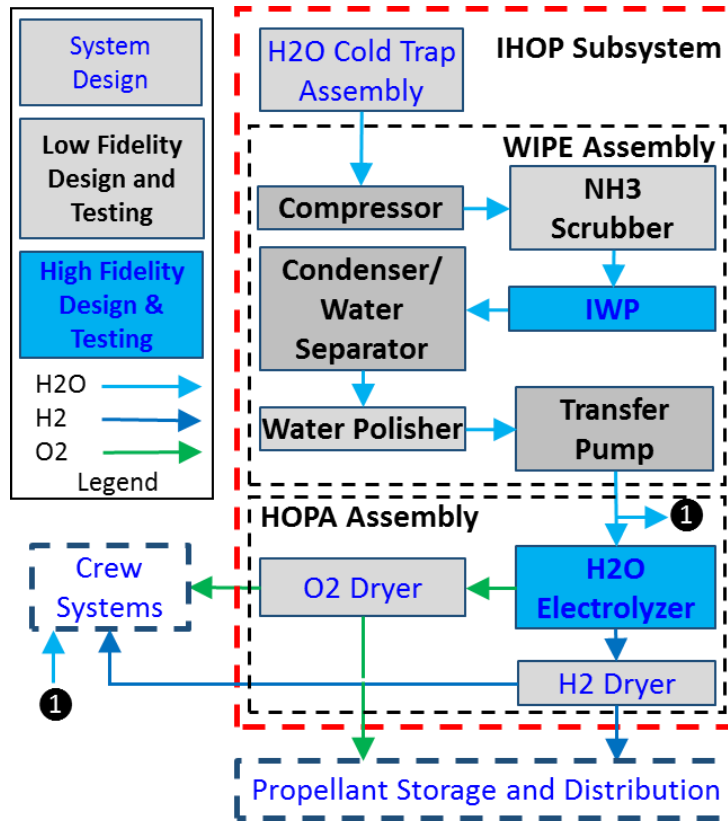 System
Design
Low Fidelity
Design and
Testing
High Fidelity
Design &
Testing
H2O
H2
O2
Legend
IHOP Subsystem
H2O Cold Trap
Assembly
WIPE Assembly
Compressor
NH3
Scrubber
Condenser/
Water
Separator
IWP
Water Polisher
Transfer
Pump
1
HOPA Assembly
Crew
Systems
O2 Dryer
H2O
Electrolyzer
1
H2 Dryer
Propellant Storage and Distribution